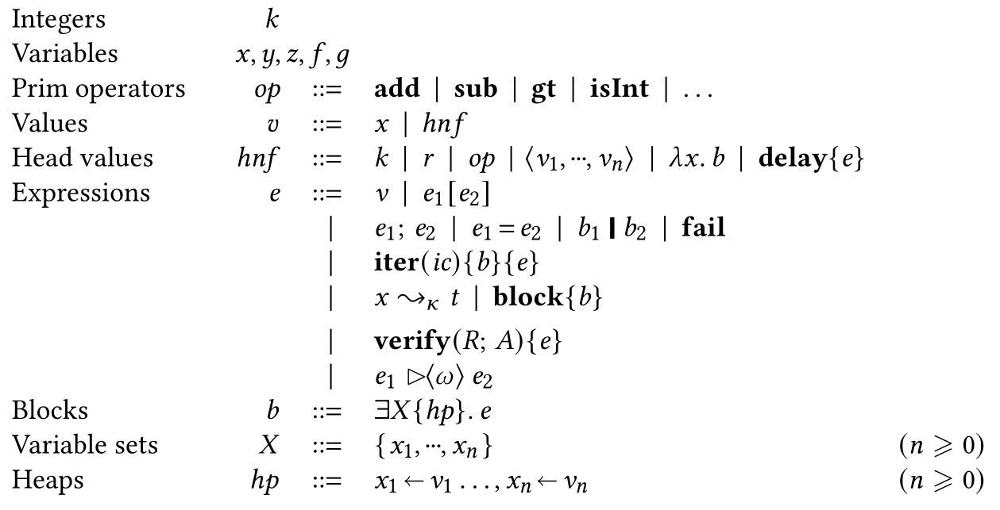 Integers k
Variables x, y, z, f, g
Prim operators op ::= add | sub | gt | isInt | ...
Values v ::= x | hnf
Head values hnf ::= k | r | op | ⟨v₁, ⋯, vₙ⟩ | λx. b | delay{e}
Expressions e ::= v | e₁[e₂]
| e₁; e₂ | e₁ = e₂ | b₁ ❙ b₂ | fail
| iter(ic){b}{e}
| x ⤳κ t | block{b}
| verify(R; A){e}
| e₁ ▷⟨ω⟩ e₂
Blocks b ::= ∃X{hp}. e
Variable sets X ::= {x₁, ⋯, xₙ} (n ⩾ 0)
Heaps hp ::= x₁ ← v₁ ..., xₙ ← vₙ (n ⩾ 0)